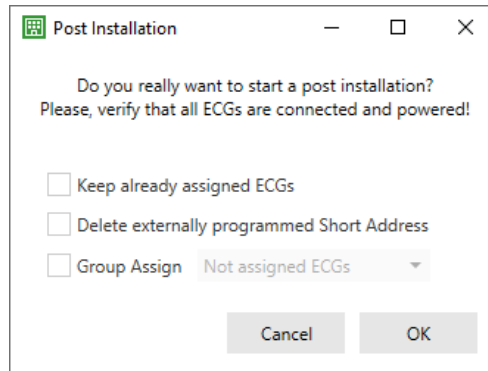 Post Installation
Do you really want to start a post installation?
Please, verify that all ECGs are connected and powered!
Keep already assigned ECGs
Delete externally programmed Short Address
Group Assign Not assigned ECGs
Cancel OK